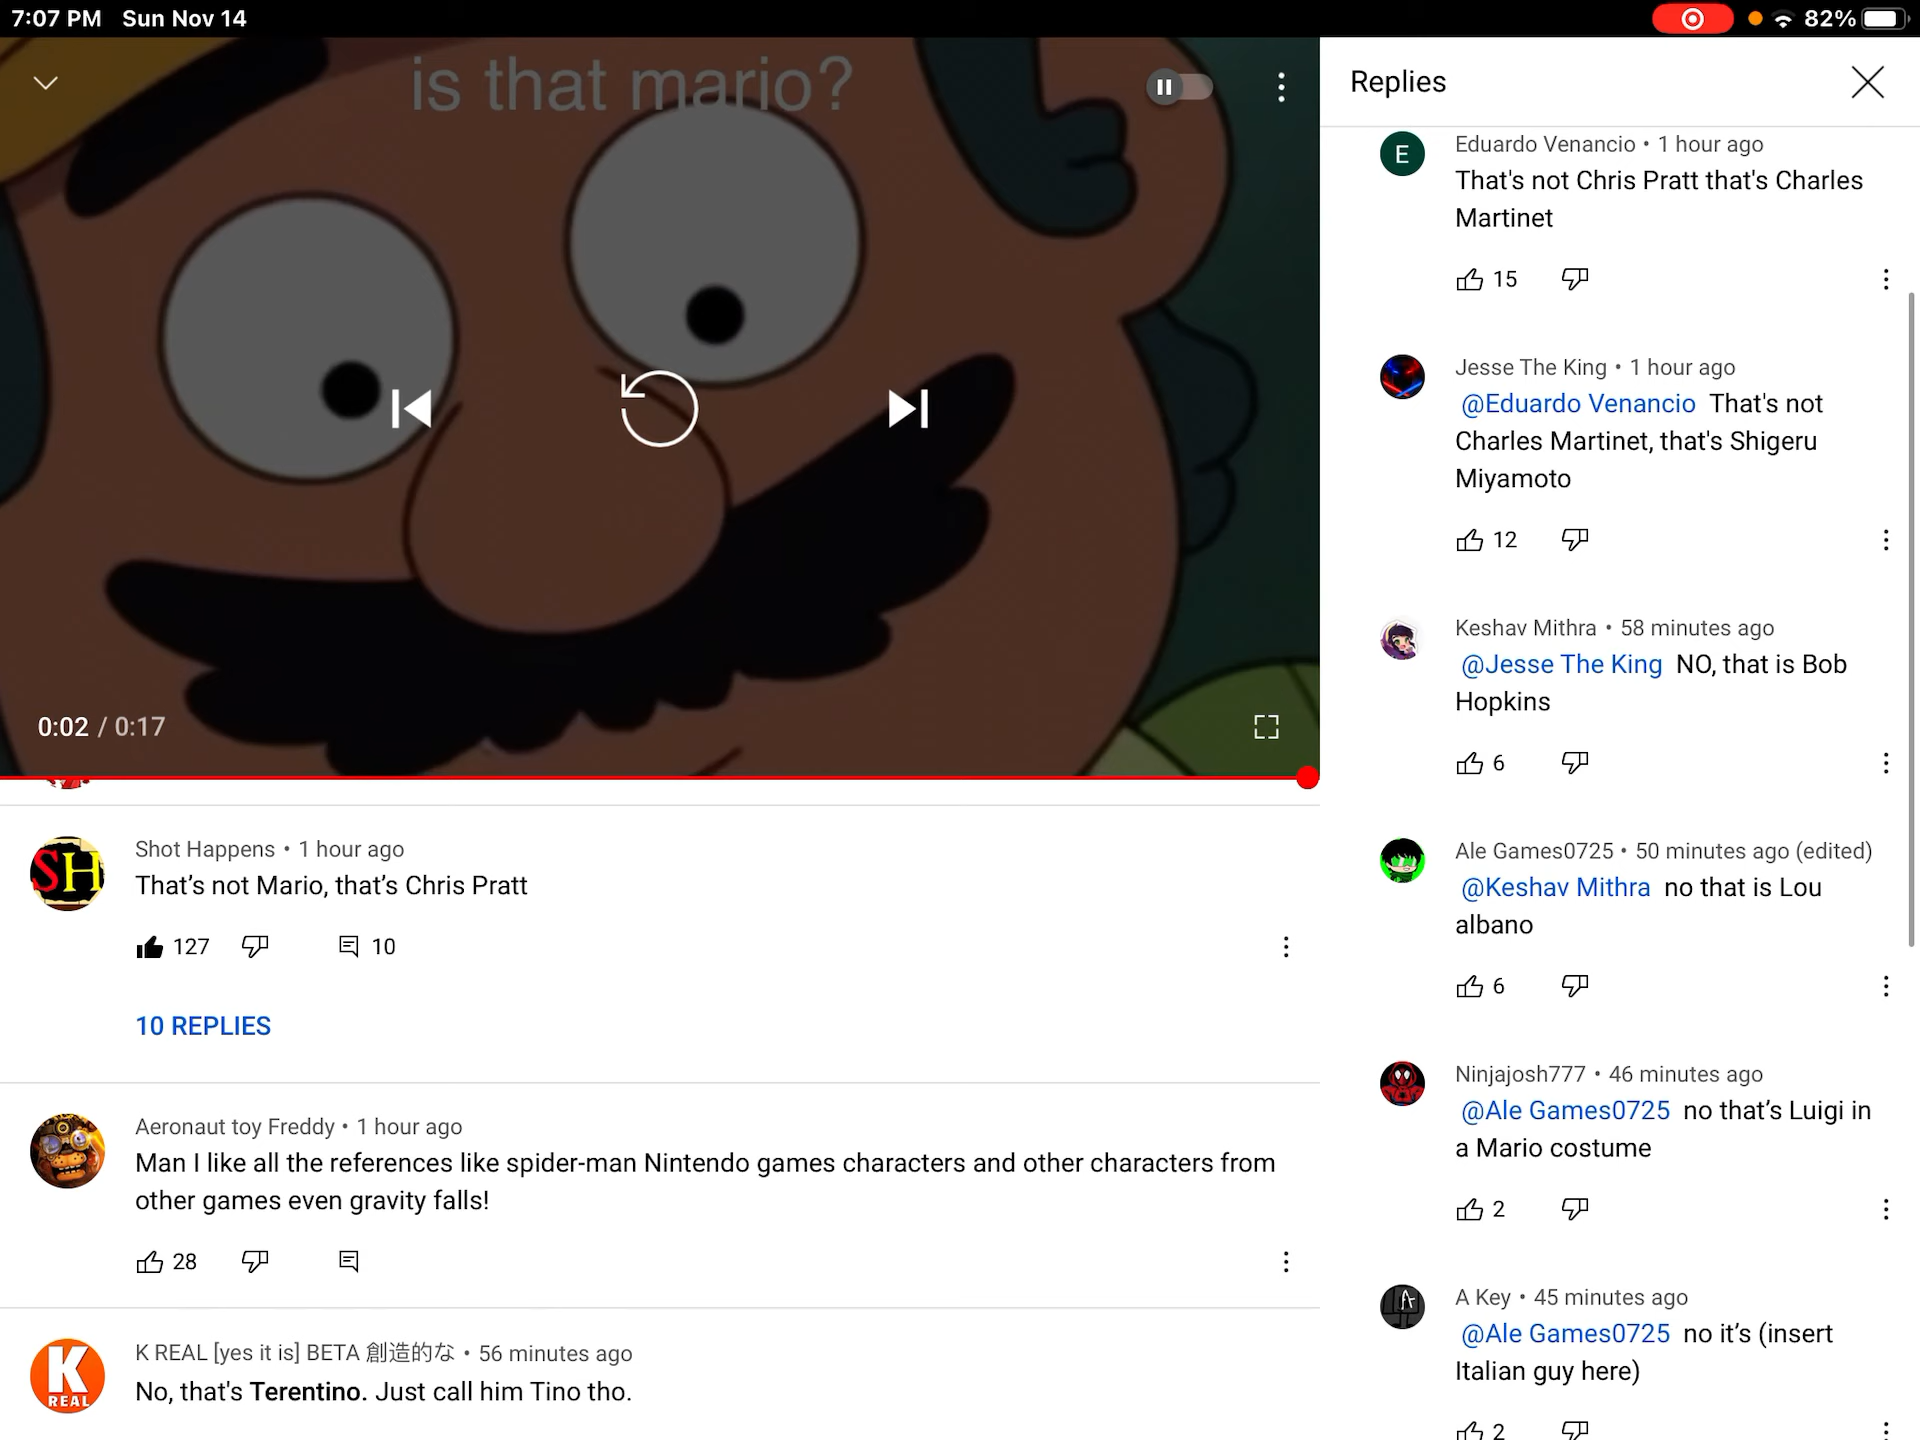 7:07 PM Sun Nov 14
82%
is that mario?
0:02 / 0:17
SH
Shot Happens • 1 hour ago
That’s not Mario, that’s Chris Pratt
127
10
10 REPLIES
Aeronaut toy Freddy • 1 hour ago
Man I like all the references like spider-man Nintendo games characters and other characters from
other games even gravity falls!
28
K
REAL
K REAL [yes it is] BETA 創造的な • 56 minutes ago
No, that's Terentino. Just call him Tino tho.
Replies
E
Eduardo Venancio • 1 hour ago
That's not Chris Pratt that's Charles
Martinet
15
Jesse The King • 1 hour ago
@Eduardo Venancio That's not
Charles Martinet, that's Shigeru
Miyamoto
12
Keshav Mithra • 58 minutes ago
@Jesse The King NO, that is Bob
Hopkins
6
Ale Games0725 • 50 minutes ago (edited)
@Keshav Mithra no that is Lou
albano
6
Ninjajosh777 • 46 minutes ago
@Ale Games0725 no that’s Luigi in
a Mario costume
2
A Key • 45 minutes ago
@Ale Games0725 no it’s (insert
Italian guy here)
2